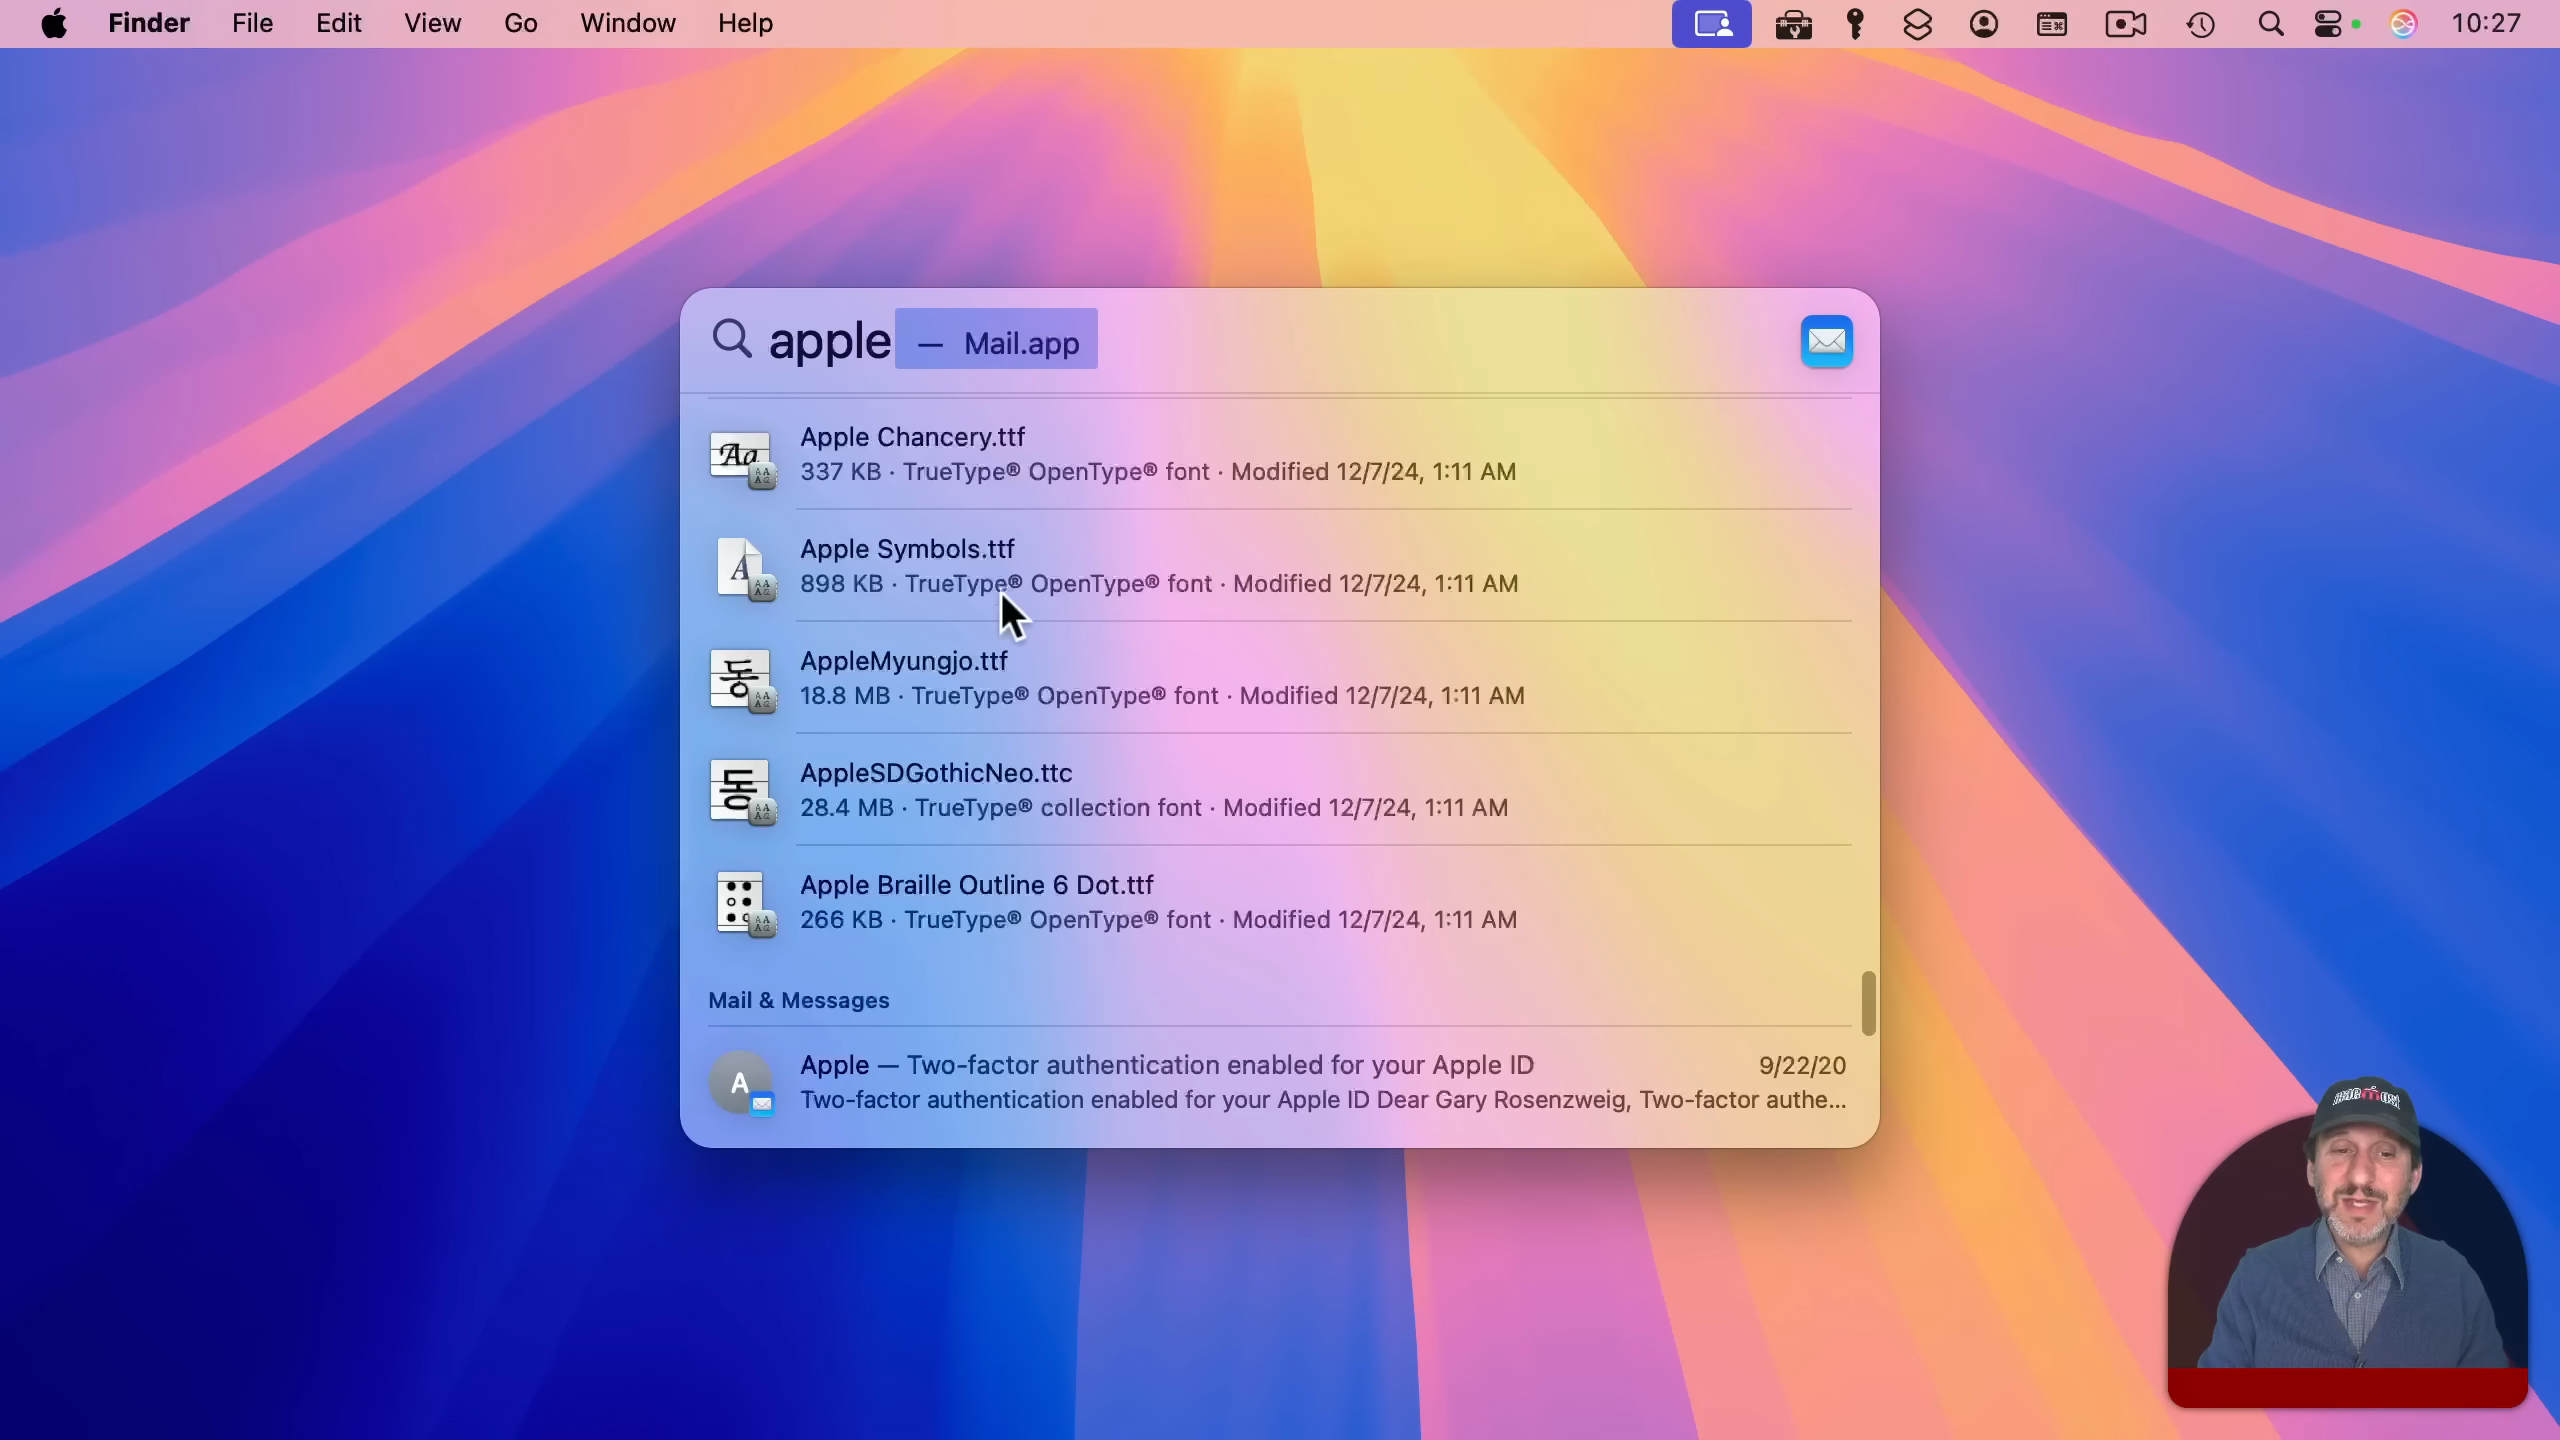 Finder File Edit View Go Window Help 10:27
apple — Mail.app
Apple Chancery.ttf
337 KB · TrueType® OpenType® font · Modified 12/7/24, 1:11 AM
Apple Symbols.ttf
898 KB · TrueType® OpenType® font · Modified 12/7/24, 1:11 AM
AppleMyungjo.ttf
18.8 MB · TrueType® OpenType® font · Modified 12/7/24, 1:11 AM
AppleSDGothicNeo.ttc
28.4 MB · TrueType® collection font · Modified 12/7/24, 1:11 AM
Apple Braille Outline 6 Dot.ttf
266 KB · TrueType® OpenType® font · Modified 12/7/24, 1:11 AM
Mail & Messages
Apple — Two-factor authentication enabled for your Apple ID 9/22/20
Two-factor authentication enabled for your Apple ID Dear Gary Rosenzweig, Two-factor authe...